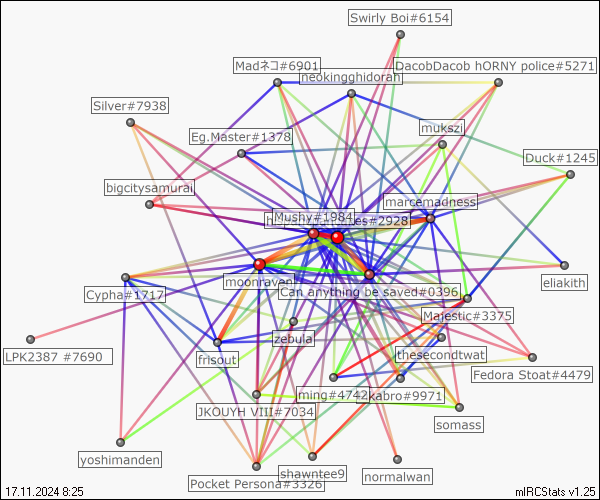 Swirly Boi#6154
Madネコ#6901
DacobDacob hORNY police#5271
neokingghidorah
Silver#7938
Eg.Master#1378
mukszi
Duck#1245
bigcitysamurai
marcemadness
Mushy#1984
#2928
moonraven
eliakith
Cypha#1717
Can anything be saved#0396
Majestic#3375
zebula
LPK2387 #7690
frisout
thesecondtwat
Fedora Stoat#4479
ming#4742
kabro#9971
JKOUYH VIII#7034
somass
yoshimanden
shawntee9
normalwan
Pocket Persona#3326
17.11.2024 8:25
mIRCStats v1.25